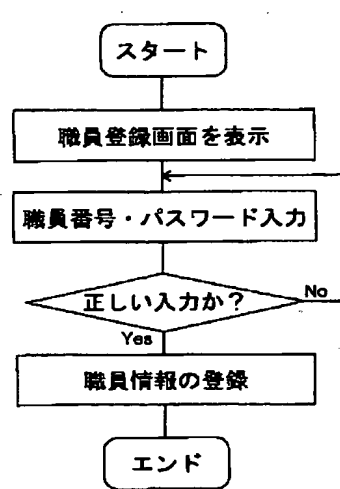 スタート
職員登録画面を表示
職員番号・パスワード入力
正しい入力か？
No
Yes
職員情報の登録
エンド